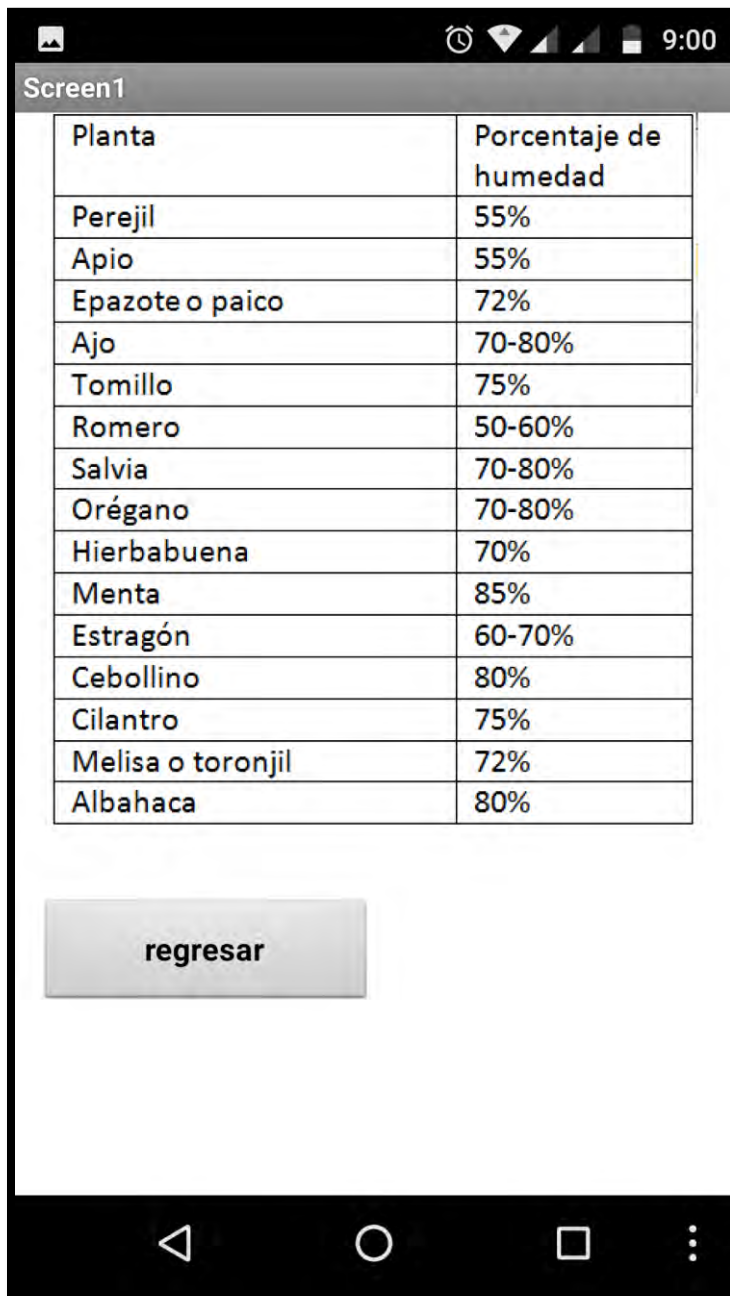 9:00
Screen1
Planta Porcentaje de
humedad
Perejil 55%
Apio 55%
Epazote o paico 72%
Ajo 70-80%
Tomillo 75%
Romero 50-60%
Salvia 70-80%
Orégano 70-80%
Hierbabuena 70%
Menta 85%
Estragón 60-70%
Cebollino 80%
Cilantro 75%
Melisa o toronjil 72%
Albahaca 80%
regresar